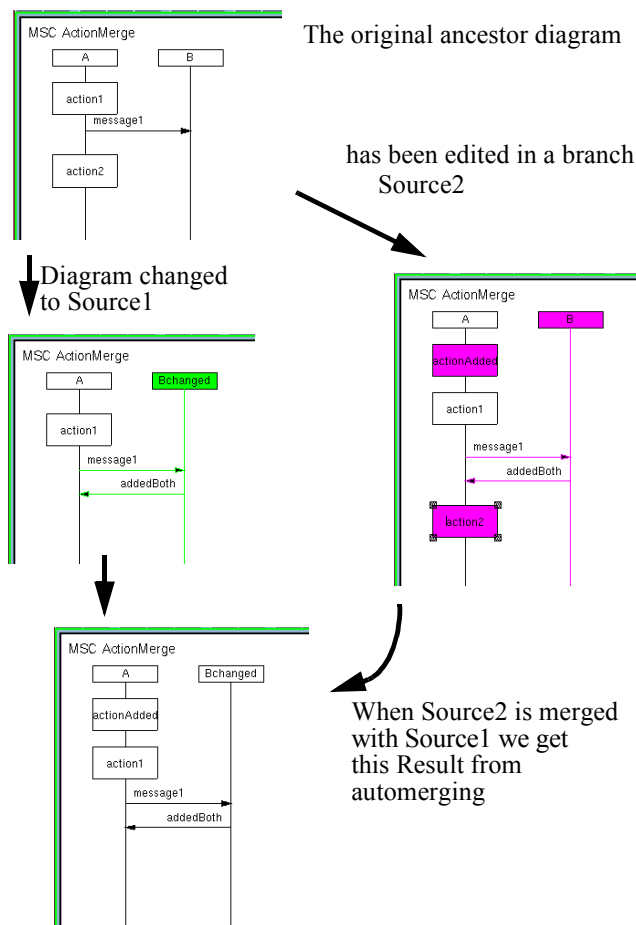 The original ancestor diagram
MSC ActionMerge
A
B
action1
message1
action2
has been edited in a branch
Source2
Diagram changed
to Source1
MSC ActionMerge
A
Bchanged
action1
message1
addedBoth
MSC ActionMerge
A
B
actionAdded
action1
message1
addedBoth
action2
MSC ActionMerge
A
Bchanged
actionAdded
action1
message1
addedBoth
When Source2 is merged
with Source1 we get
this Result from
automerging